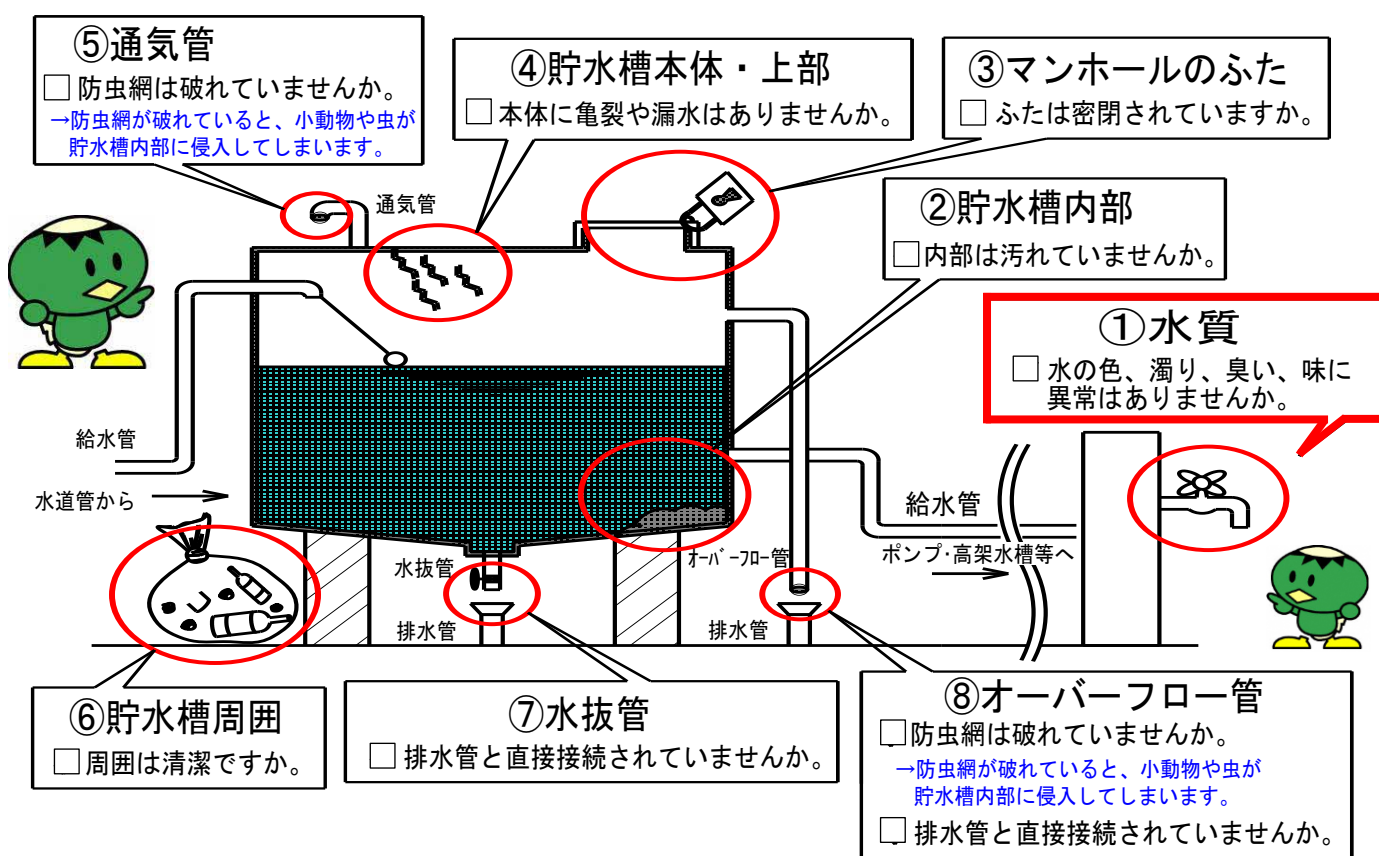 ⑤通気管
□ 防虫網は破れていませんか。
→防虫網が破れていると、小動物や虫が
貯水槽内部に侵入してしまいます。
④貯水槽本体・上部
□ 本体に亀裂や漏水はありませんか。
③マンホールのふた
□ ふたは密閉されていますか。
②貯水槽内部
□内部は汚れていませんか。
①水質
□ 水の色、濁り、臭い、味に
異常はありませんか。
通気管
給水管
水道管から
水抜管
排水管
オーバーフロー管
排水管
給水管
ポンプ・高架水槽等へ
⑥貯水槽周囲
□周囲は清潔ですか。
⑦水抜管
□ 排水管と直接接続されていませんか。
⑧オーバーフロー管
□防虫網は破れていませんか。
→防虫網が破れていると、小動物や虫が
貯水槽内部に侵入してしまいます。
□ 排水管と直接接続されていませんか。